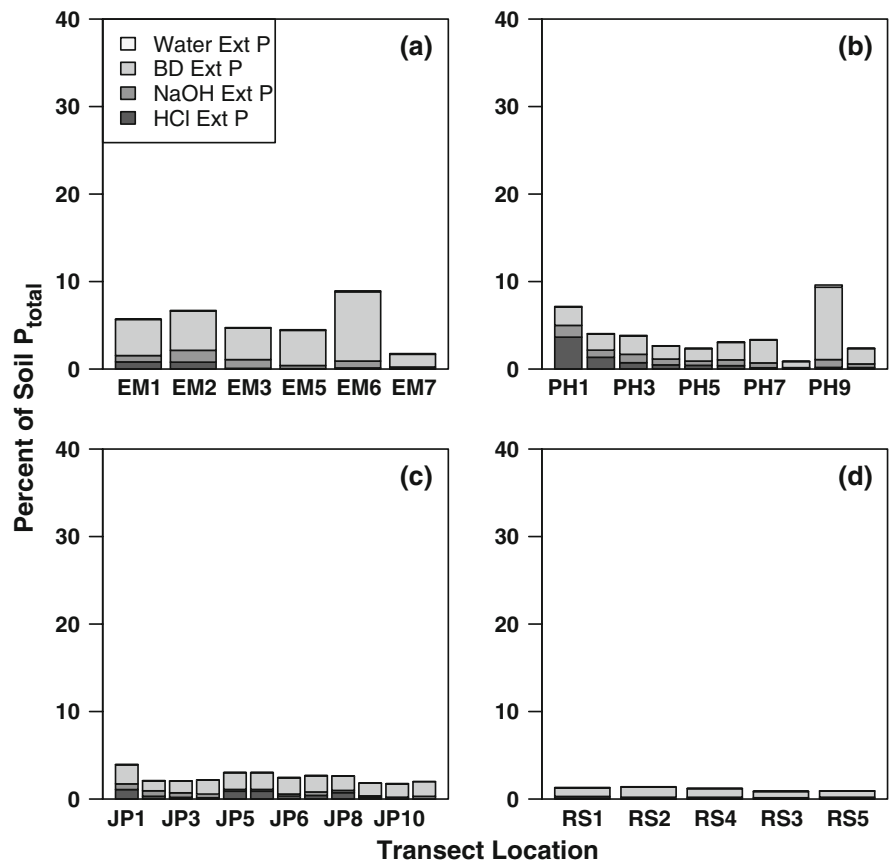 Percent of Soil P_total
40
30
20
10
0
Water Ext P
BD Ext P
NaOH Ext P
HCl Ext P
(a)
EM1 EM2 EM3 EM5 EM6 EM7
40
30
20
10
0
(b)
PH1 PH3 PH5 PH7 PH9
40
30
20
10
0
(c)
JP1 JP3 JP5 JP6 JP8 JP10
40
30
20
10
0
(d)
RS1 RS2 RS4 RS3 RS5
Transect Location